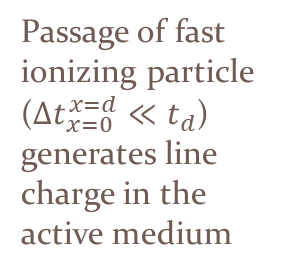 Passage of fast
ionizing particle
(Δt_{x=0}^{x=d} ≪ t_d)
generates line
charge in the
active medium